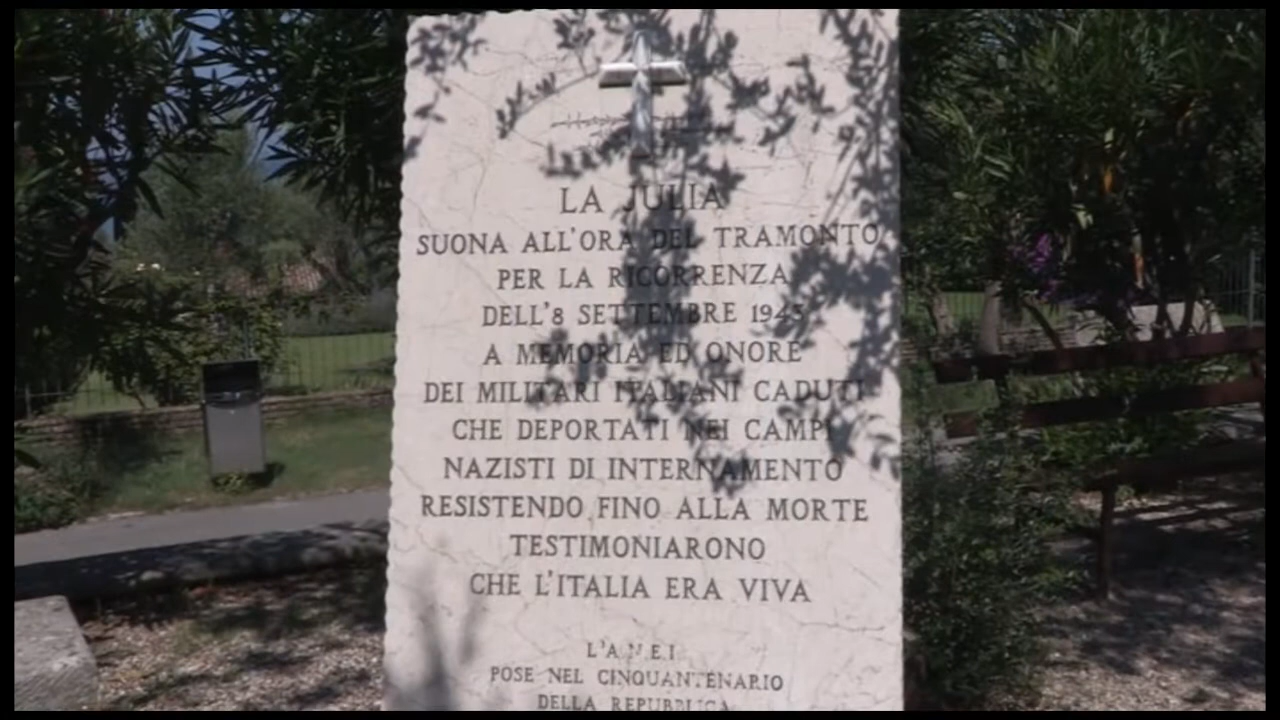 LA JULIA
SUONA ALL'ORA DEL TRAMONTO
PER LA RICORRENZA
DELL'8 SETTEMBRE 1943
A MEMORIA ED ONORE
DEI MILITARI ITALIANI CADUTI
CHE DEPORTATI NEI CAMPI
NAZISTI DI INTERNAMENTO
RESISTENDO FINO ALLA MORTE
TESTIMONIARONO
CHE L'ITALIA ERA VIVA
L'A.N.E.I.
POSE NEL CINQUANTENARIO
DELLA REPUBBLICA